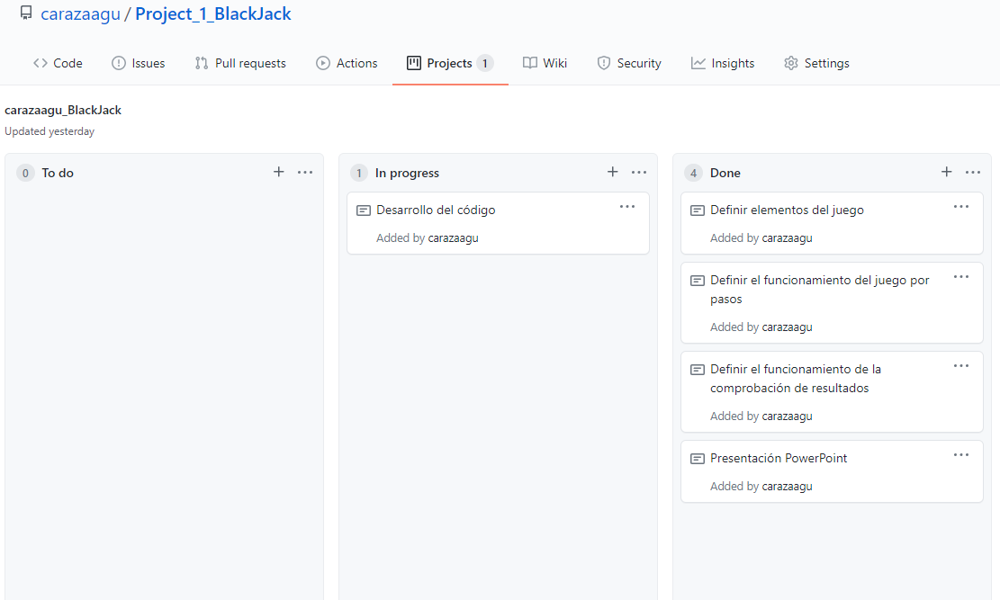 carazaagu / Project_1_BlackJack
Code Issues Pull requests Actions Projects 1 Wiki Security Insights Settings
carazaagu_BlackJack
Updated yesterday
0 To do
1 In progress
Desarrollo del código
Added by carazaagu
4 Done
Definir elementos del juego
Added by carazaagu
Definir el funcionamiento del juego por
pasos
Added by carazaagu
Definir el funcionamiento de la
comprobación de resultados
Added by carazaagu
Presentación PowerPoint
Added by carazaagu